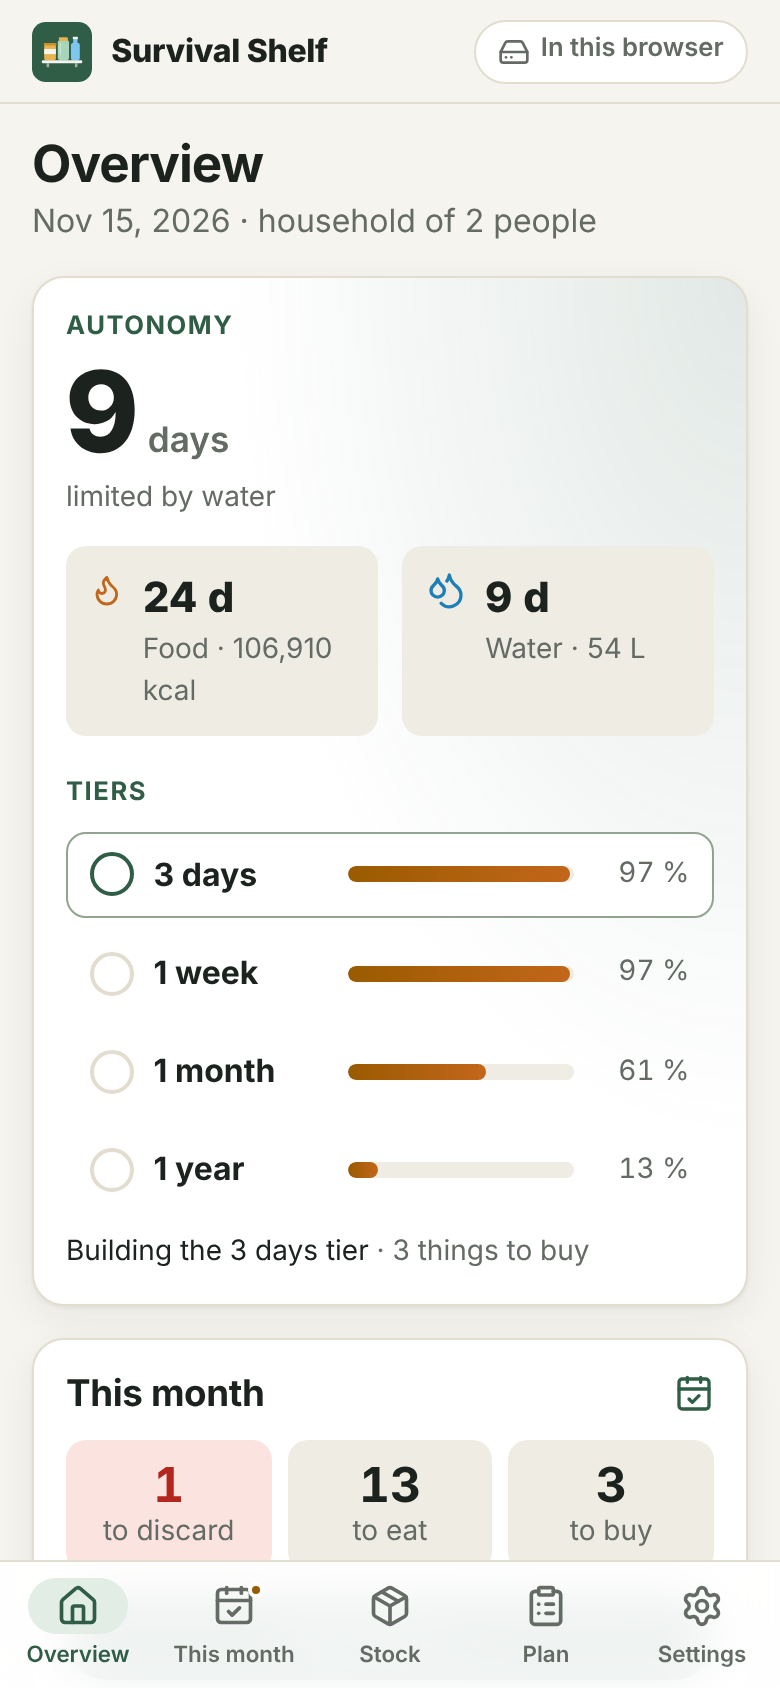 Survival Shelf
In this browser
Overview
Nov 15, 2026 · household of 2 people
AUTONOMY
9 days
limited by water
24 d
Food · 106,910
kcal
9 d
Water · 54 L
TIERS
3 days 97 %
1 week 97 %
1 month 61 %
1 year 13 %
Building the 3 days tier · 3 things to buy
This month
1
to discard
13
to eat
3
to buy
Overview
This month
Stock
Plan
Settings